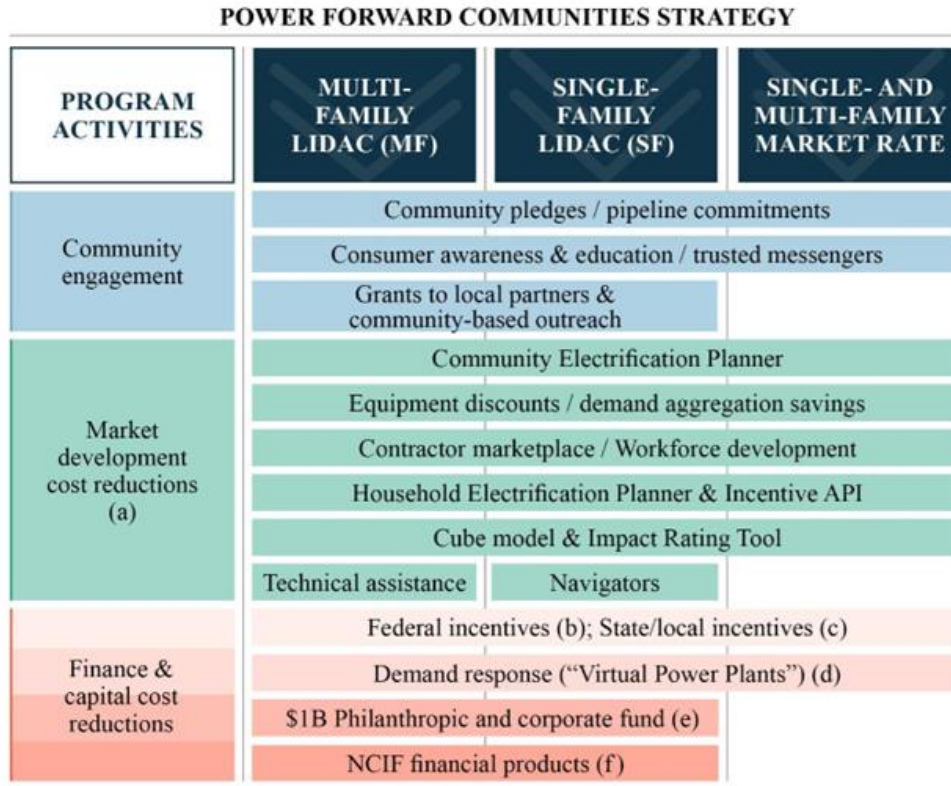 POWER FORWARD COMMUNITIES STRATEGY
PROGRAM
ACTIVITIES
MULTI-
FAMILY
LIDAC (MF)
SINGLE-
FAMILY
LIDAC (SF)
SINGLE- AND
MULTI-FAMILY
MARKET RATE
Community
engagement
Community pledges / pipeline commitments
Consumer awareness & education / trusted messengers
Grants to local partners &
community-based outreach
Market
development
cost reductions
(a)
Community Electrification Planner
Equipment discounts / demand aggregation savings
Contractor marketplace / Workforce development
Household Electrification Planner & Incentive API
Cube model & Impact Rating Tool
Technical assistance
Navigators
Finance &
capital cost
reductions
Federal incentives (b); State/local incentives (c)
Demand response (“Virtual Power Plants”) (d)
$1B Philanthropic and corporate fund (e)
NCIF financial products (f)